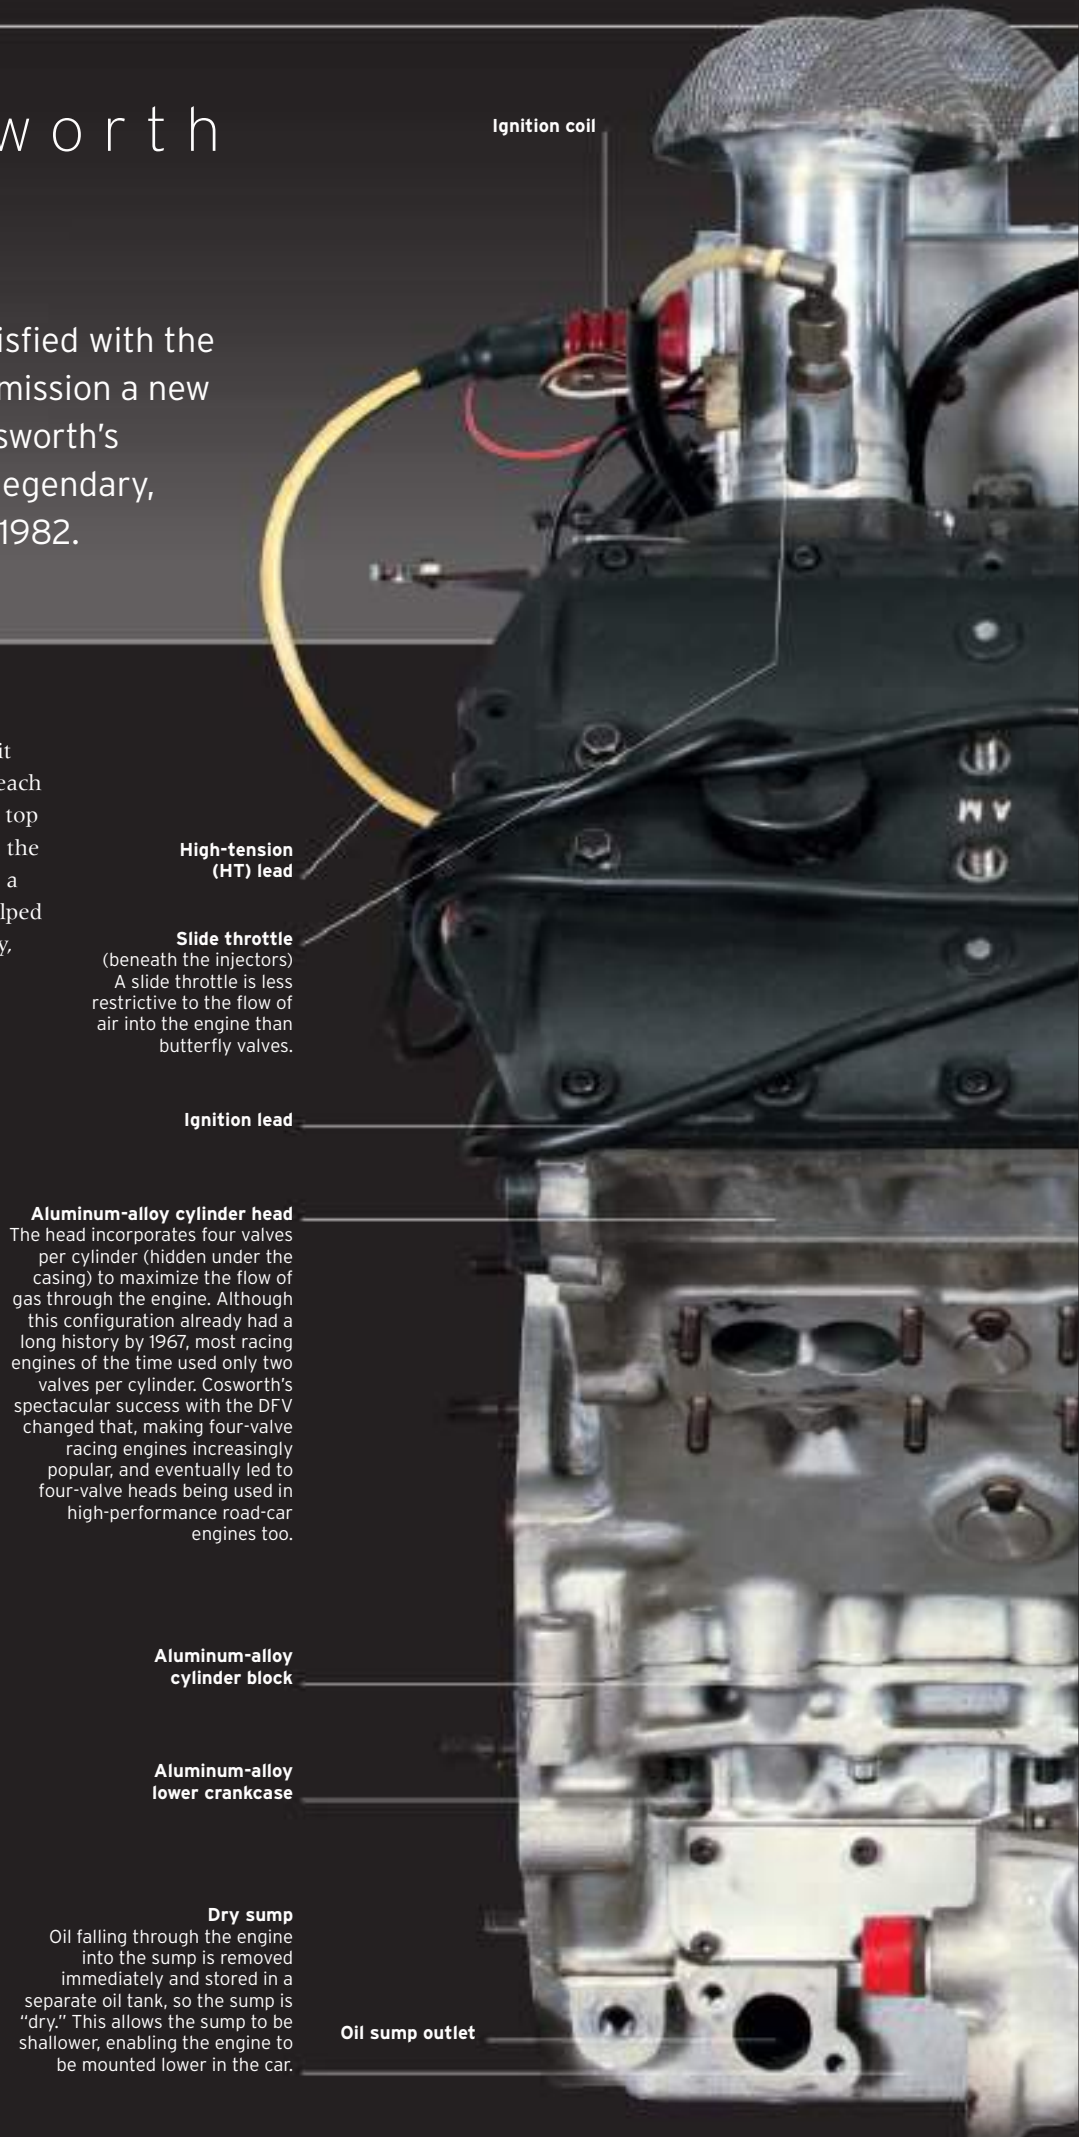 worth
isfied with the
mission a new
sworth's
egendary,
1982.
it
each
top
the
a
lped
y,
Ignition coil
High-tension
(HT) lead
Slide throttle
(beneath the injectors)
A slide throttle is less
restrictive to the flow of
air into the engine than
butterfly valves.
Ignition lead
Aluminum-alloy cylinder head
The head incorporates four valves
per cylinder (hidden under the
casing) to maximize the flow of
gas through the engine. Although
this configuration already had a
long history by 1967, most racing
engines of the time used only two
valves per cylinder. Cosworth's
spectacular success with the DFV
changed that, making four-valve
racing engines increasingly
popular, and eventually led to
four-valve heads being used in
high-performance road-car
engines too.
Aluminum-alloy
cylinder block
Aluminum-alloy
lower crankcase
Dry sump
Oil falling through the engine
into the sump is removed
immediately and stored in a
separate oil tank, so the sump is
"dry." This allows the sump to be
shallower, enabling the engine to
be mounted lower in the car.
Oil sump outlet